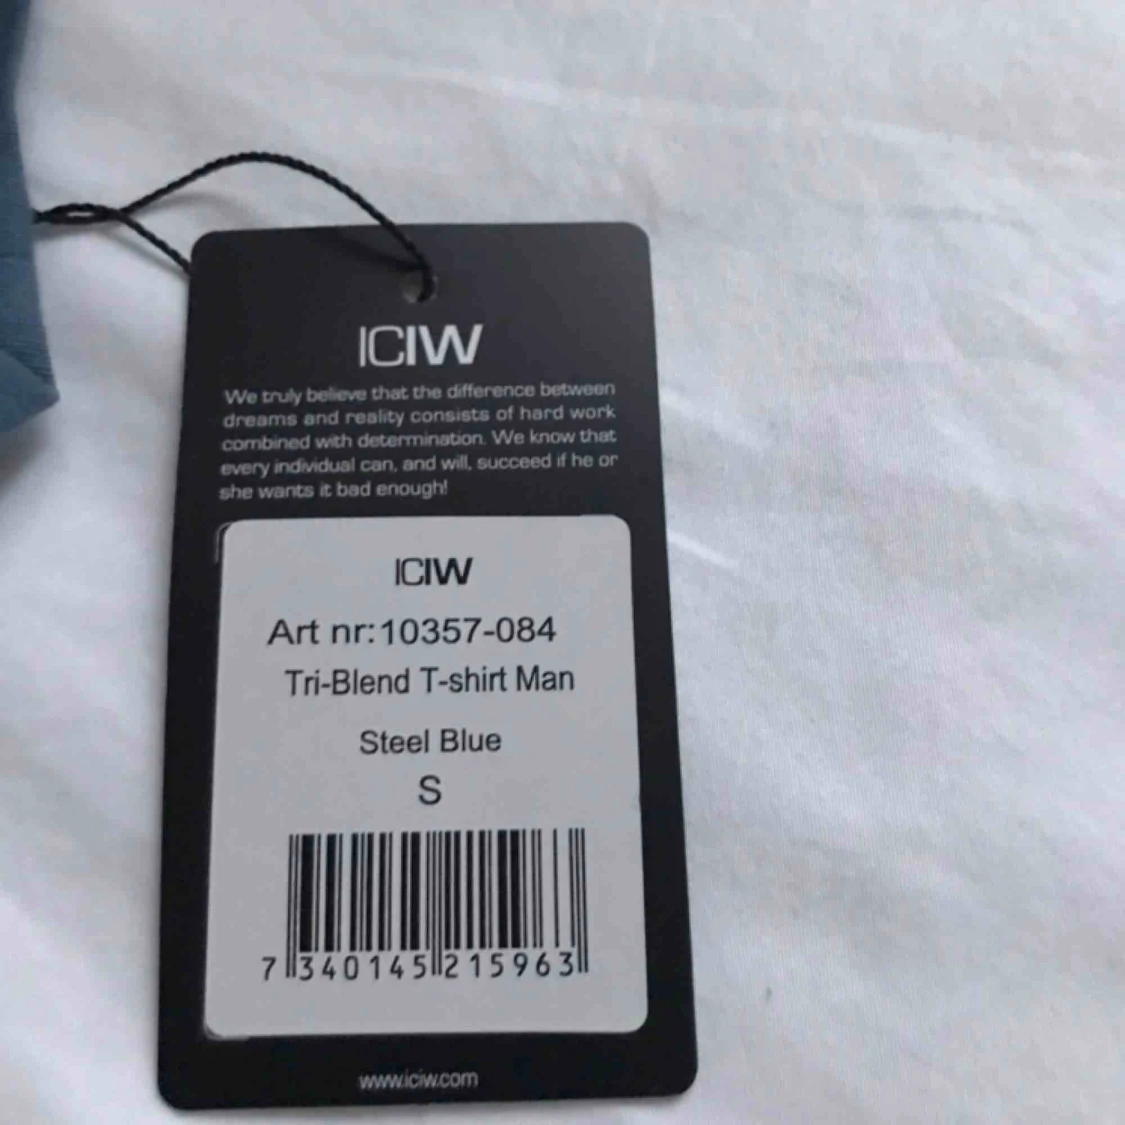 ICIW
We truly believe that the difference between
dreams and reality consists of hard work
combined with determination. We know that
every individual can, and will, succeed if he or
she wants it bad enough!
ICIW
Art nr:10357-084
Tri-Blend T-shirt Man
Steel Blue
S
7 340145 215963
www.iciw.com